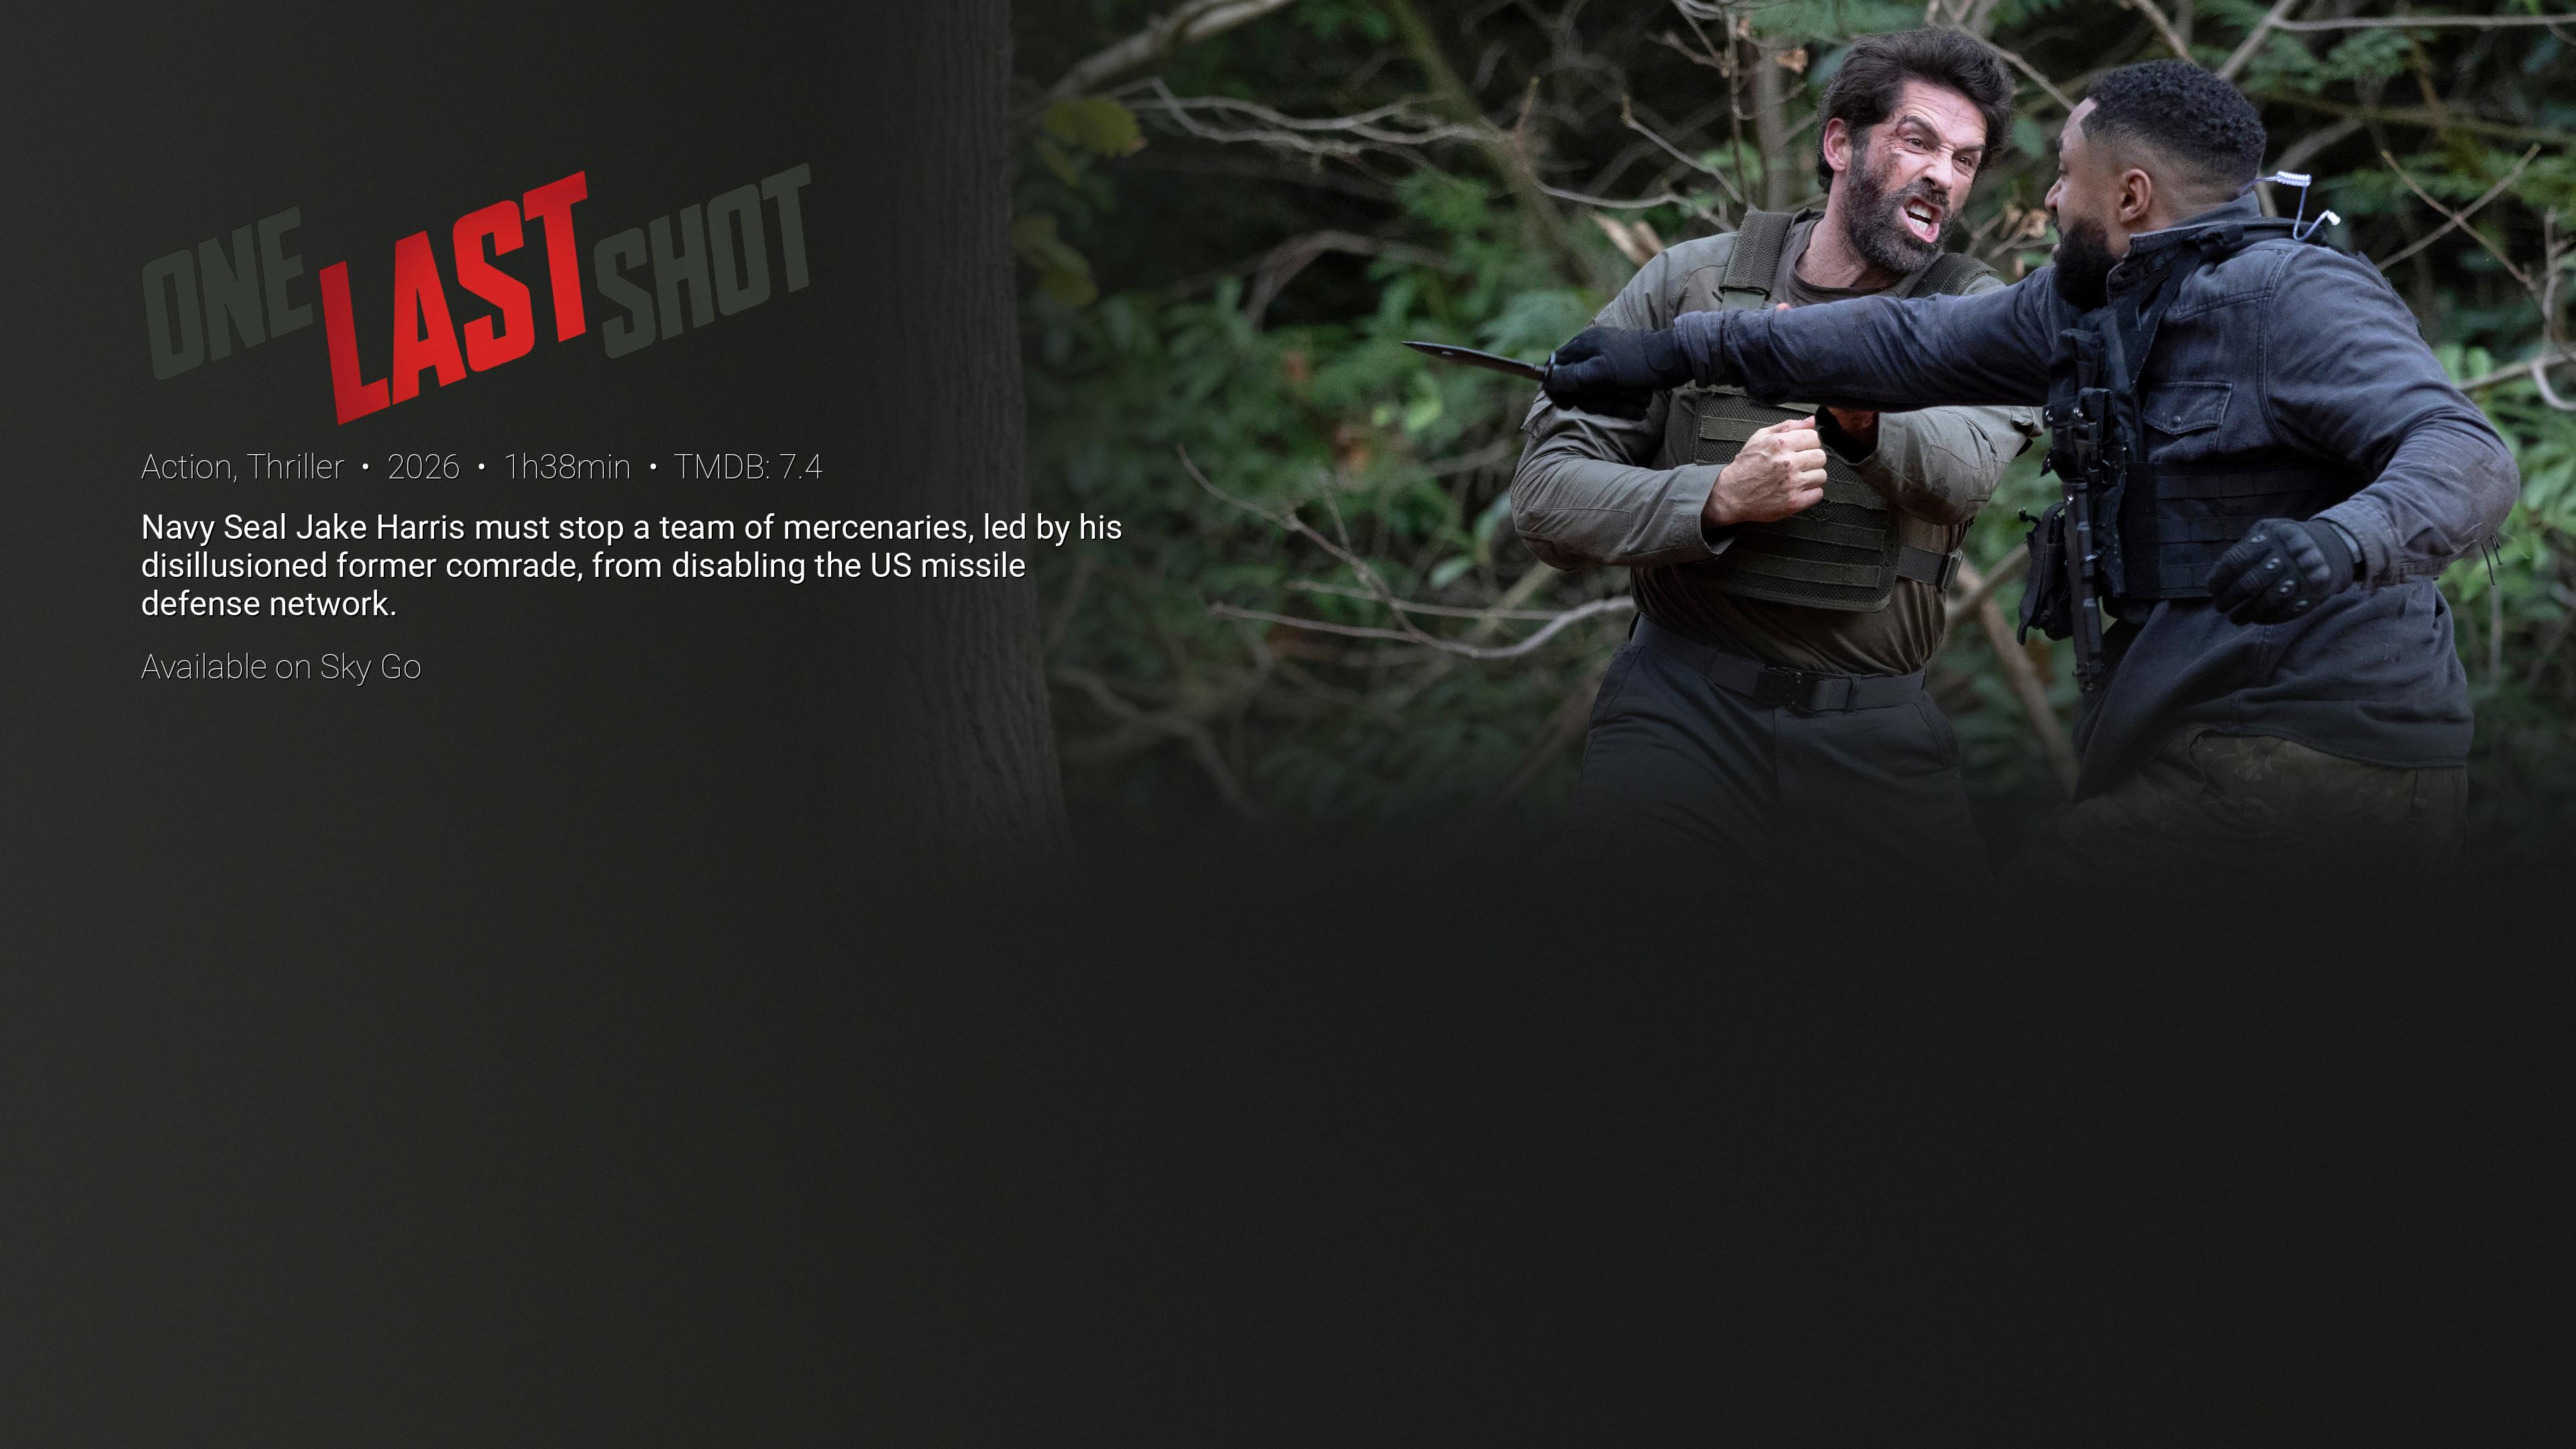 ONE LAST SHOT
Action, Thriller • 2026 • 1h38min • TMDB: 7.4
Navy Seal Jake Harris must stop a team of mercenaries, led by his
disillusioned former comrade, from disabling the US missile
defense network.
Available on Sky Go